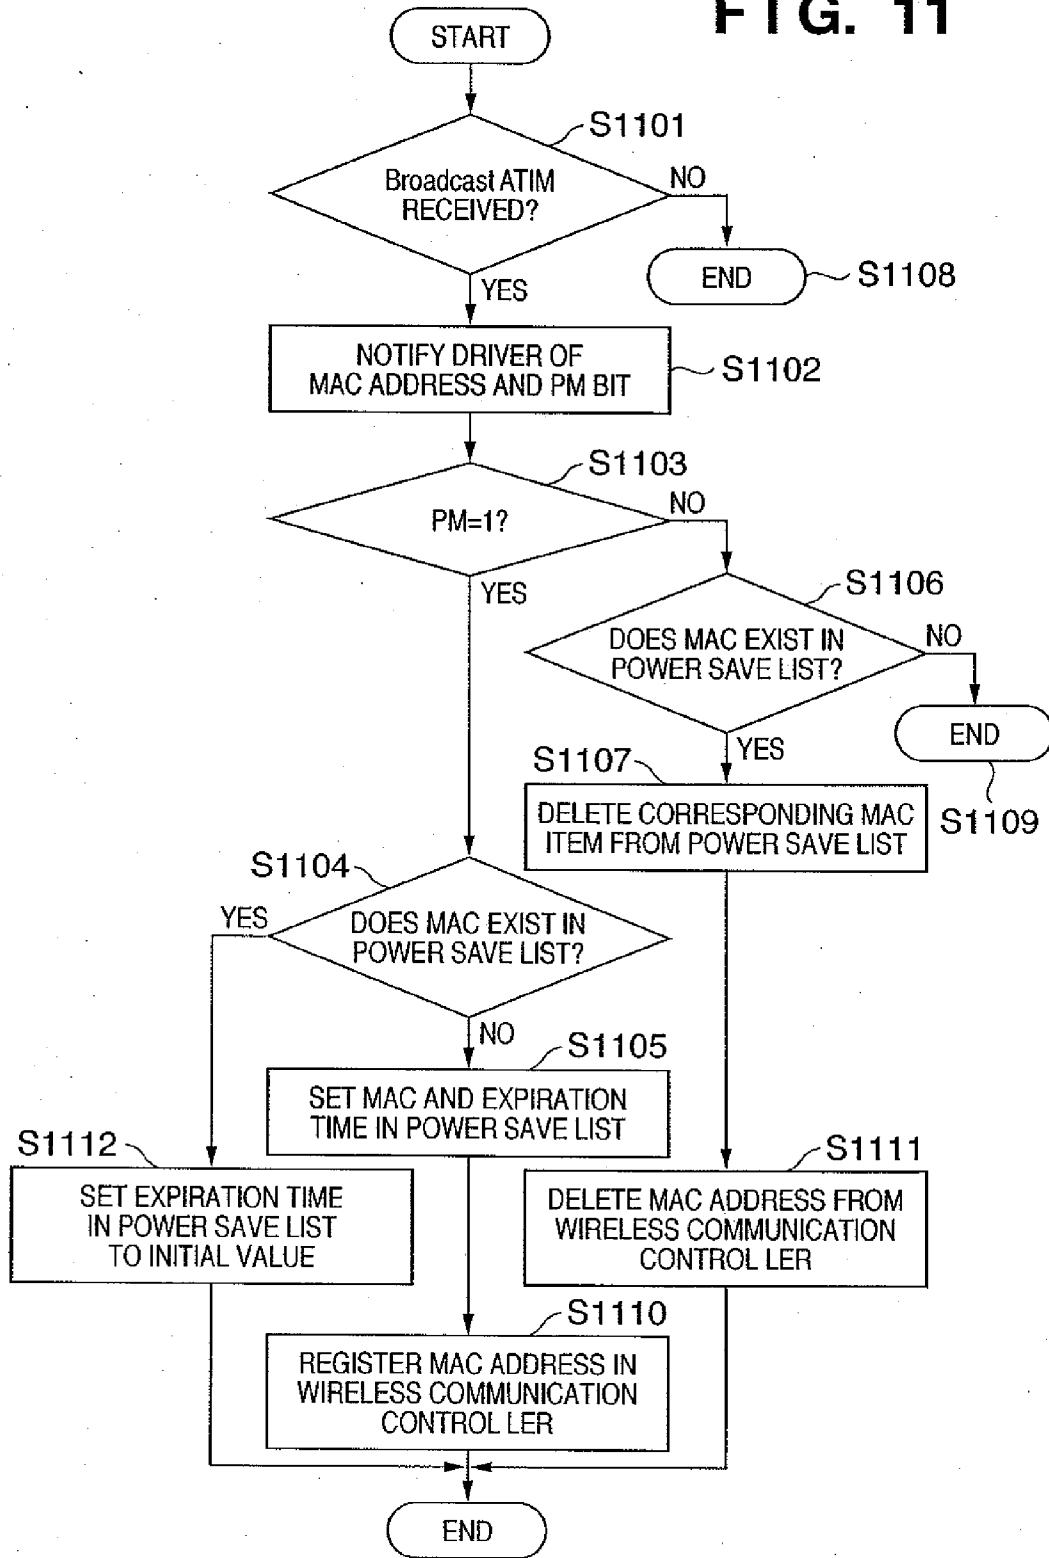 FIG. 11
START
S1101
Broadcast ATIM
RECEIVED?
NO
END
S1108
YES
NOTIFY DRIVER OF
MAC ADDRESS AND PM BIT
S1102
S1103
PM=1?
NO
YES
S1106
DOES MAC EXIST IN
POWER SAVE LIST?
NO
END
S1109
YES
S1107
DELETE CORRESPONDING MAC
ITEM FROM POWER SAVE LIST
S1104
YES
DOES MAC EXIST IN
POWER SAVE LIST?
NO
S1105
SET MAC AND EXPIRATION
TIME IN POWER SAVE LIST
S1112
SET EXPIRATION TIME
IN POWER SAVE LIST
TO INITIAL VALUE
S1111
DELETE MAC ADDRESS FROM
WIRELESS COMMUNICATION
CONTROL LER
S1110
REGISTER MAC ADDRESS IN
WIRELESS COMMUNICATION
CONTROL LER
END